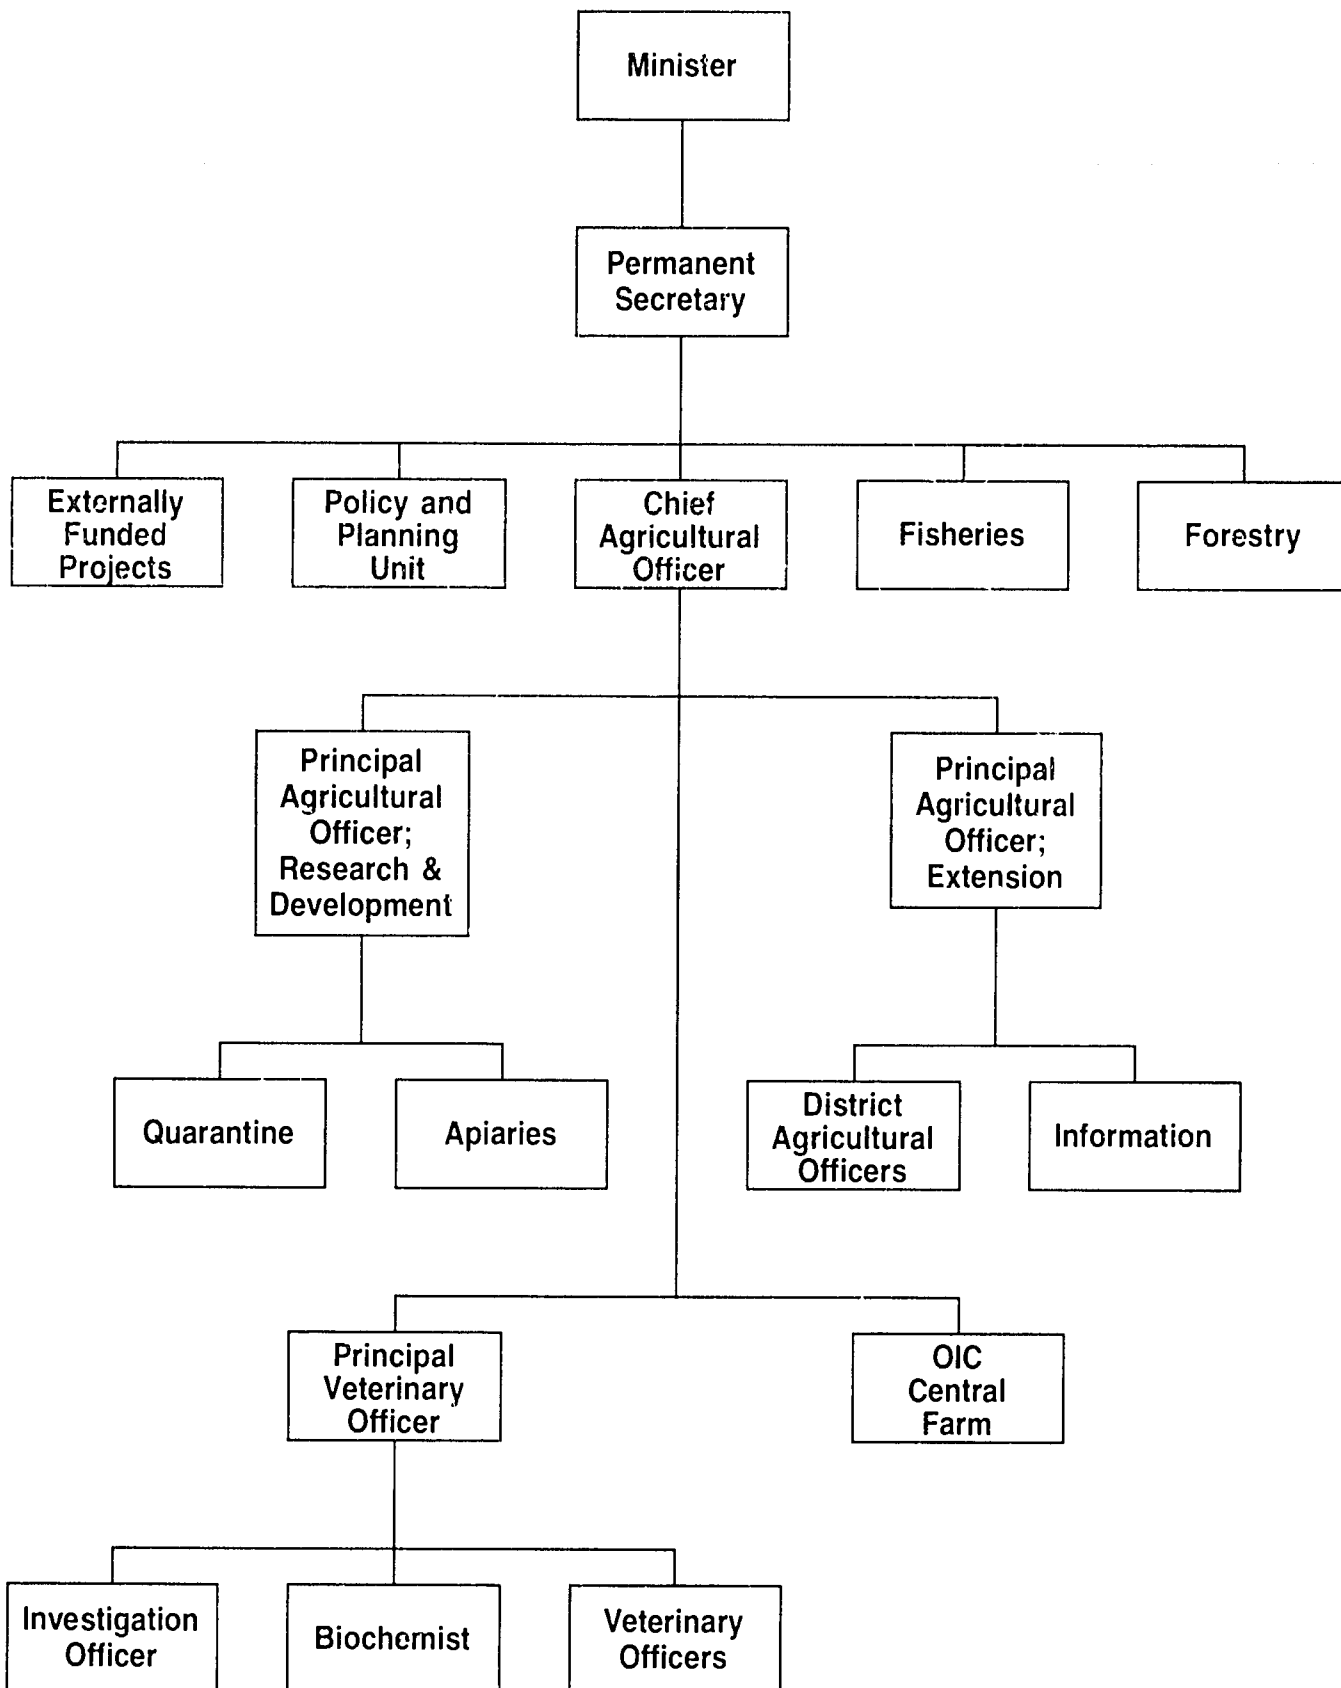 Minister
Permanent
Secretary
Externally
Funded
Projects
Policy and
Planning
Unit
Chief
Agricultural
Officer
Fisheries
Forestry
Principal
Agricultural
Officer;
Research &
Development
Principal
Agricultural
Officer;
Extension
Quarantine
Apiaries
District
Agricultural
Officers
Information
Principal
Veterinary
Officer
OIC
Central
Farm
Investigation
Officer
Biochemist
Veterinary
Officers